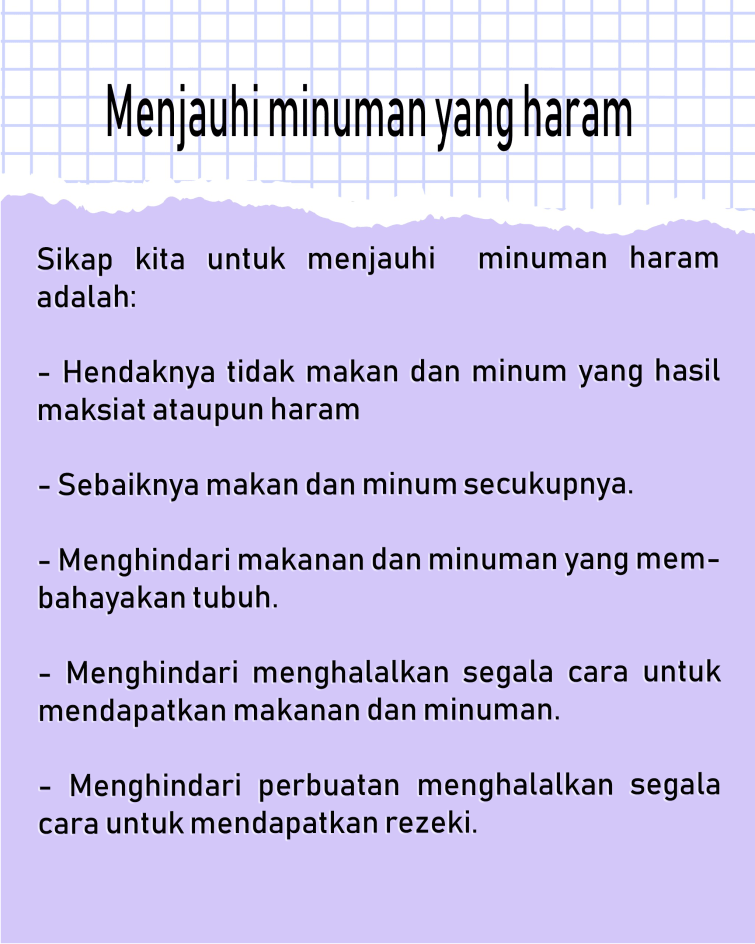 Menjauhi minuman yang haram
Sikap kita untuk menjauhi minuman haram
adalah:
- Hendaknya tidak makan dan minum yang hasil
maksiat ataupun haram
- Sebaiknya makan dan minum secukupnya.
- Menghindari makanan dan minuman yang mem-
bahayakan tubuh.
- Menghindari menghalalkan segala cara untuk
mendapatkan makanan dan minuman.
- Menghindari perbuatan menghalalkan segala
cara untuk mendapatkan rezeki.